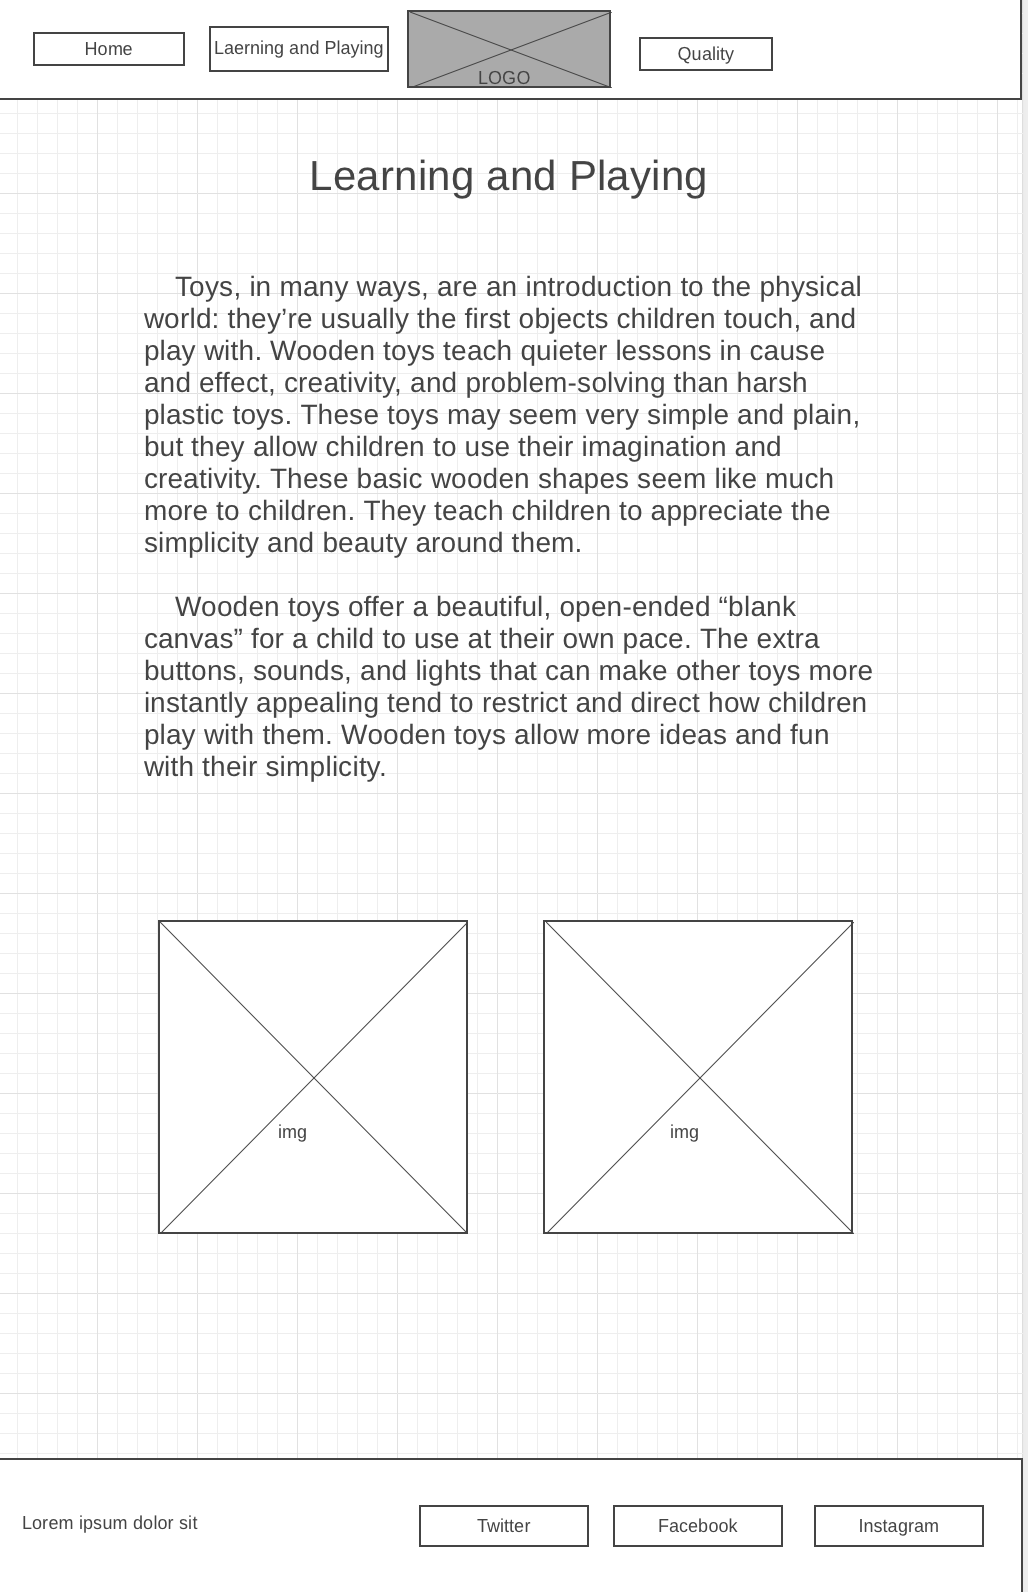 Home
Laerning and Playing
LOGO
Quality
Learning and Playing
Toys, in many ways, are an introduction to the physical
world: they’re usually the first objects children touch, and
play with. Wooden toys teach quieter lessons in cause
and effect, creativity, and problem-solving than harsh
plastic toys. These toys may seem very simple and plain,
but they allow children to use their imagination and
creativity. These basic wooden shapes seem like much
more to children. They teach children to appreciate the
simplicity and beauty around them.
Wooden toys offer a beautiful, open-ended “blank
canvas” for a child to use at their own pace. The extra
buttons, sounds, and lights that can make other toys more
instantly appealing tend to restrict and direct how children
play with them. Wooden toys allow more ideas and fun
with their simplicity.
img
img
Lorem ipsum dolor sit
Twitter
Facebook
Instagram